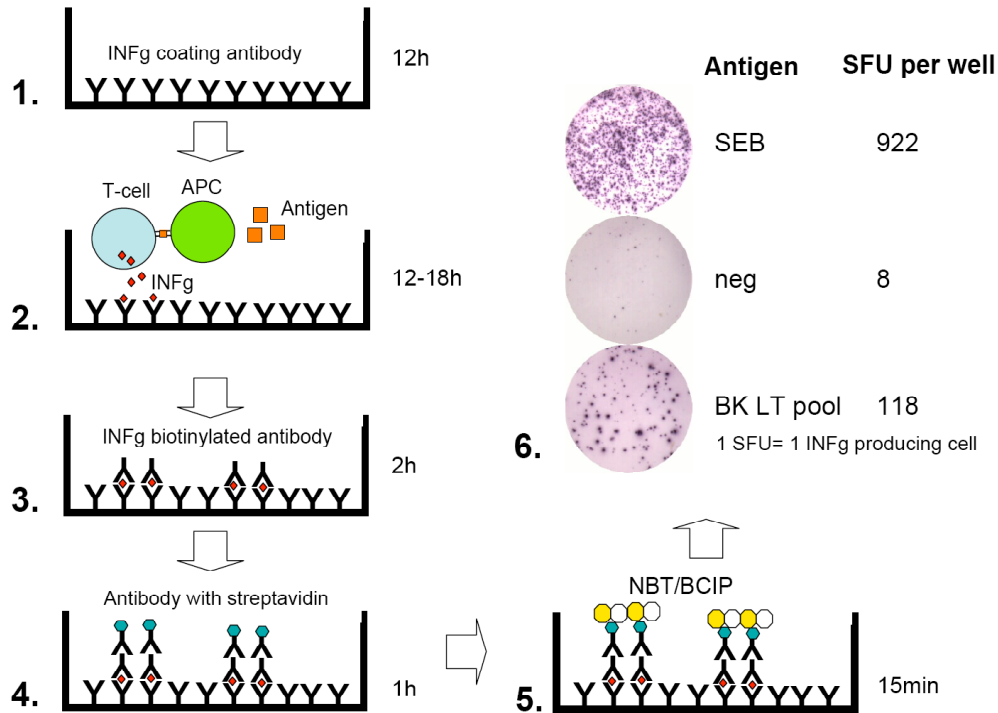 1.
INFg coating antibody
12h
2.
T-cell
APC
Antigen
INFg
12-18h
3.
INFg biotinylated antibody
2h
4.
Antibody with streptavidin
1h
5.
NBT/BCIP
15min
6.
Antigen SFU per well
SEB 922
neg 8
BK LT pool 118
1 SFU= 1 INFg producing cell